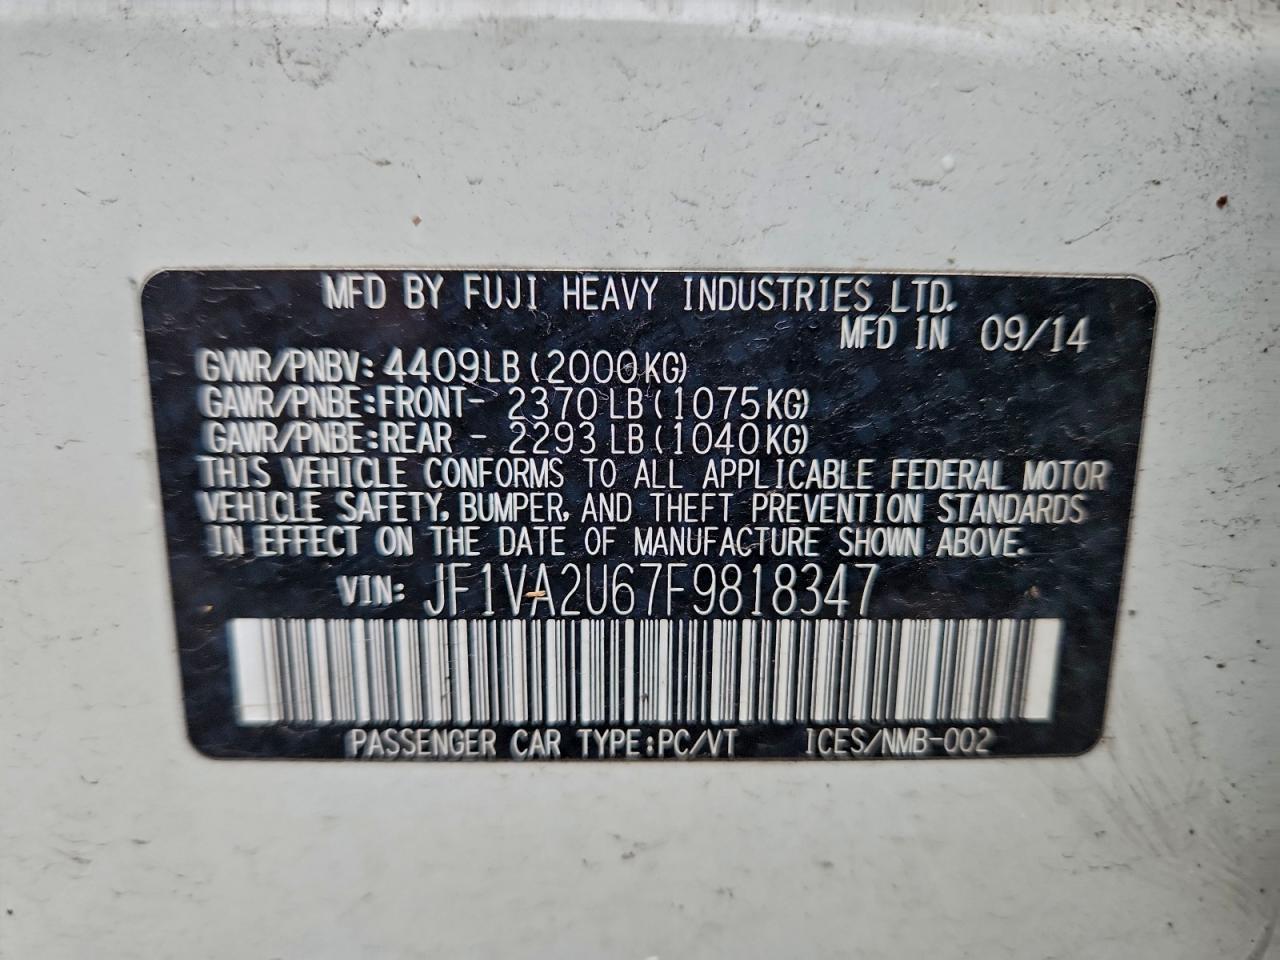 MFD BY FUJI HEAVY INDUSTRIES LTD.
MFD IN 09/14
GVWR/PNBV: 4409LB(2000KG)
GAWR/PNBE:FRONT- 2370LB(1075KG)
GAWR/PNBE:REAR - 2293LB(1040KG)
THIS VEHICLE CONFORMS TO ALL APPLICABLE FEDERAL MOTOR
VEHICLE SAFETY, BUMPER, AND THEFT PREVENTION STANDARDS
IN EFFECT ON THE DATE OF MANUFACTURE SHOWN ABOVE.
VIN: JF1VA2U67F9818347
PASSENGER CAR TYPE:PC/VT ICES/NMB-002